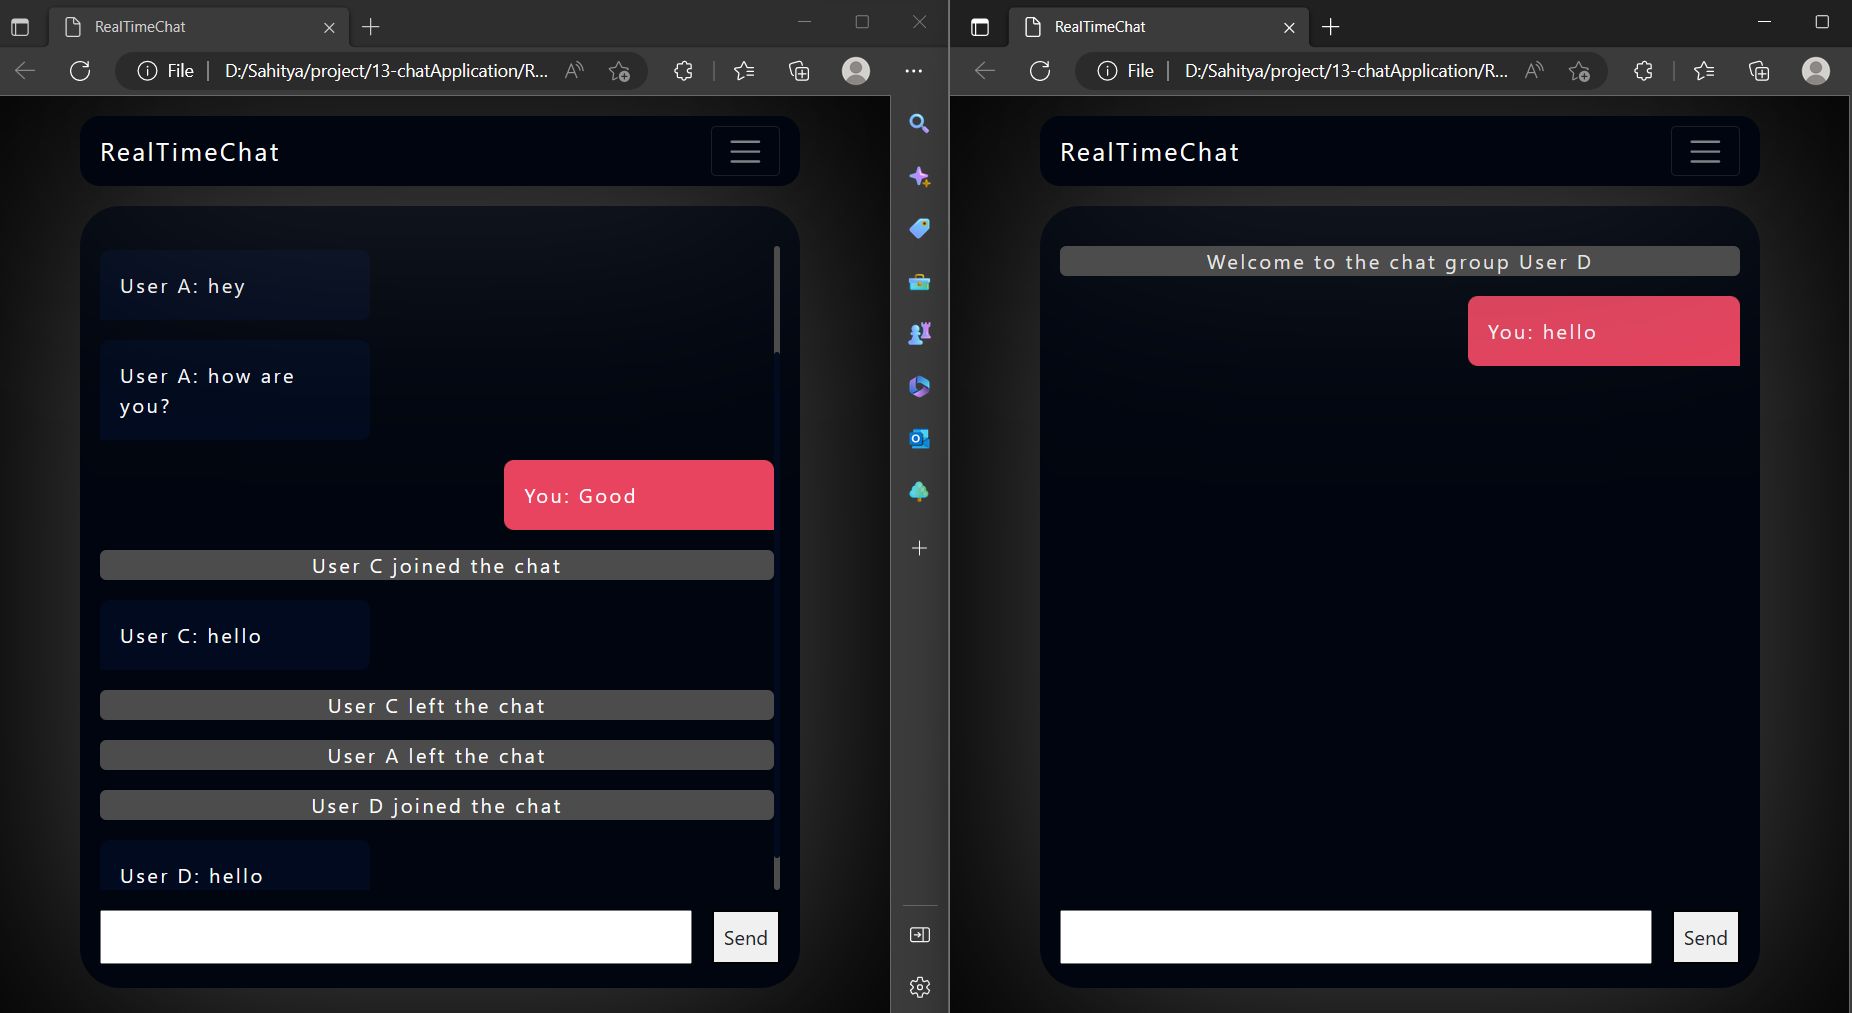 RealTimeChat
File D:/Sahitya/project/13-chatApplication/R...
RealTimeChat
User A: hey
User A: how are
you?
You: Good
User C joined the chat
User C: hello
User C left the chat
User A left the chat
User D joined the chat
User D: hello
Send
RealTimeChat
File D:/Sahitya/project/13-chatApplication/R...
RealTimeChat
Welcome to the chat group User D
You: hello
Send